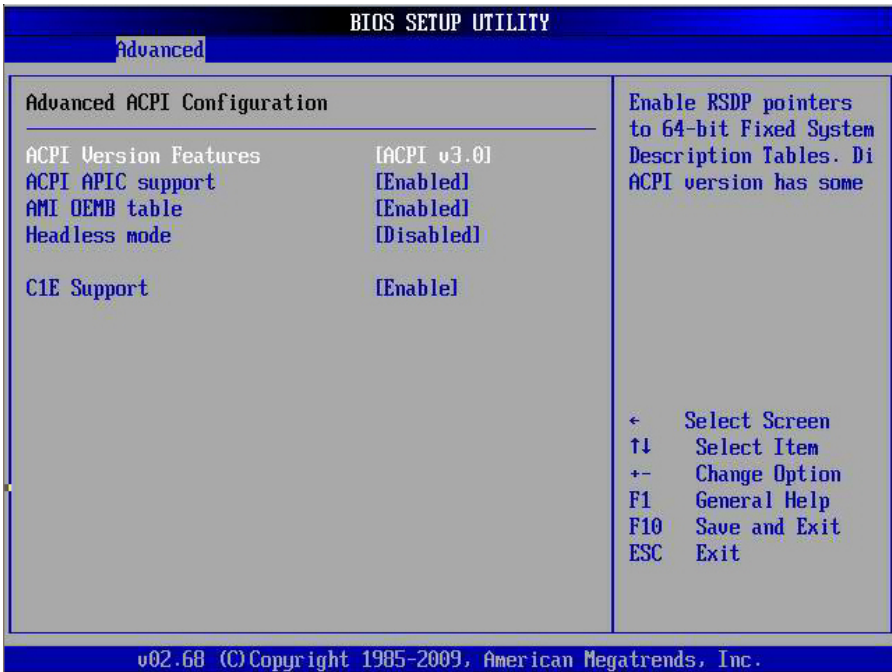 BIOS SETUP UTILITY
Advanced
Advanced ACPI Configuration
ACPI Version Features [ACPI v3.0]
ACPI APIC support [Enabled]
AMI OEMB table [Enabled]
Headless mode [Disabled]
C1E Support [Enable]
Enable RSDP pointers
to 64-bit Fixed System
Description Tables. Di
ACPI version has some
← Select Screen
↑↓ Select Item
+- Change Option
F1 General Help
F10 Save and Exit
ESC Exit
v02.68 (C)Copyright 1985-2009, American Megatrends, Inc.